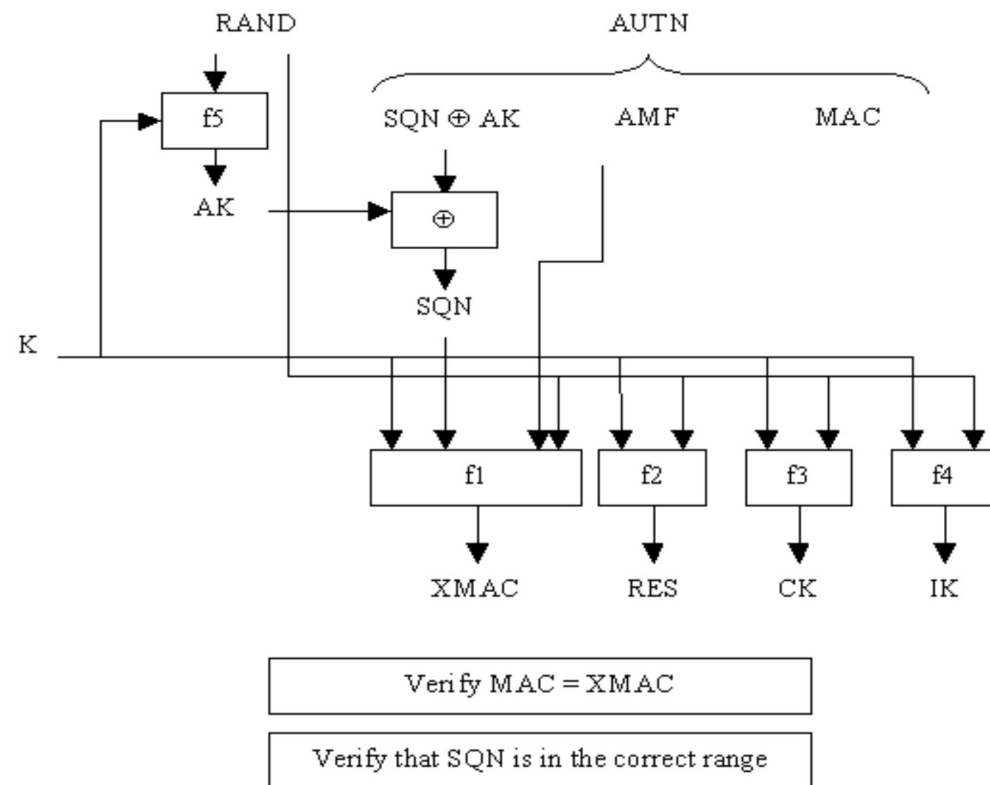 RAND AUTN
f5 SQN ⊕ AK AMF MAC
AK ⊕
SQN
K
f1 f2 f3 f4
XMAC RES CK IK
Verify MAC = XMAC
Verify that SQN is in the correct range